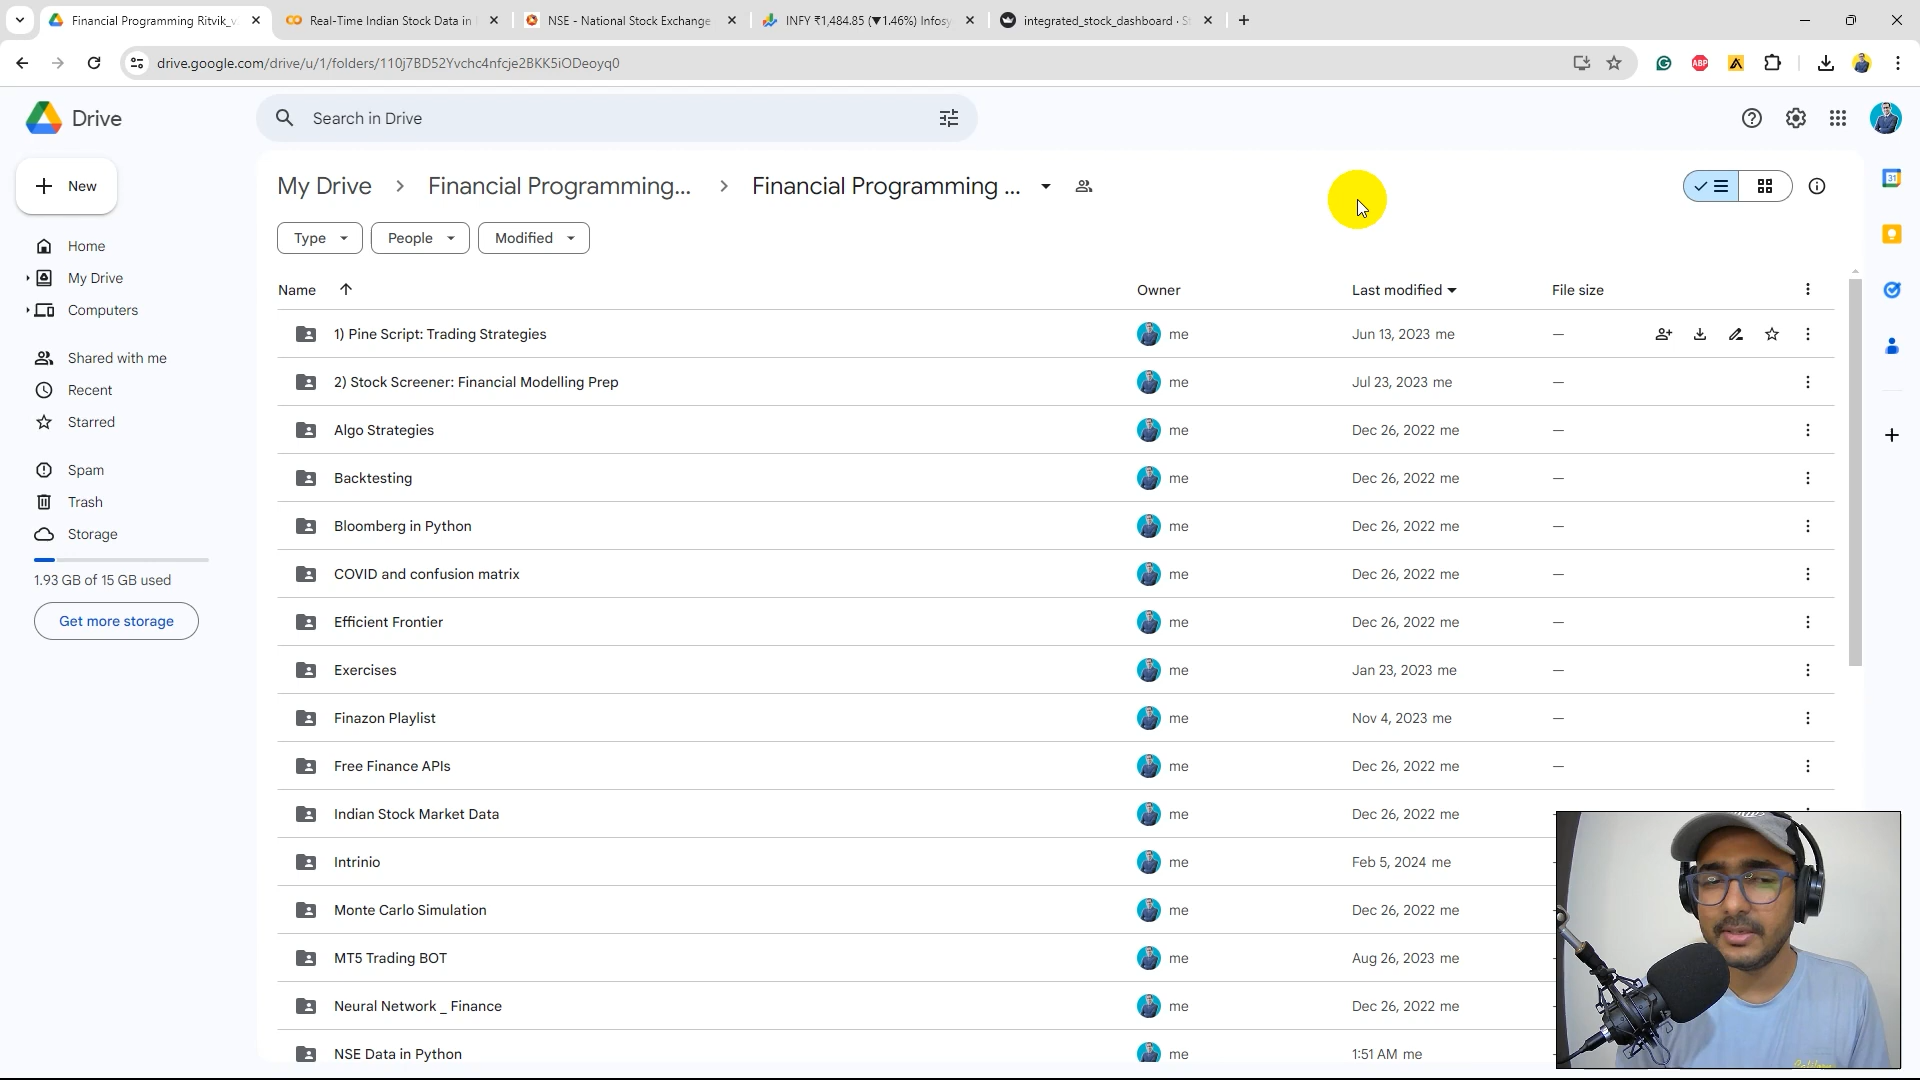 Financial Programming Ritvik_v
Real-Time Indian Stock Data in
NSE - National Stock Exchange
INFY ₹1,484.85 (▼1.46%) Infosy
integrated_stock_dashboard · St
drive.google.com/drive/u/1/folders/110j7BD52Yvchc4nfcje2BKK5iODeoyq0
ABP
Drive
Search in Drive
New
My Drive > Financial Programming... > Financial Programming ...
31
Type
People
Modified
Home
My Drive
Computers
Shared with me
Recent
Starred
Spam
Trash
Storage
1.93 GB of 15 GB used
Get more storage
Name Owner Last modified File size
1) Pine Script: Trading Strategies me Jun 13, 2023 me —
2) Stock Screener: Financial Modelling Prep me Jul 23, 2023 me —
Algo Strategies me Dec 26, 2022 me —
Backtesting me Dec 26, 2022 me —
Bloomberg in Python me Dec 26, 2022 me —
COVID and confusion matrix me Dec 26, 2022 me —
Efficient Frontier me Dec 26, 2022 me —
Exercises me Jan 23, 2023 me —
Finazon Playlist me Nov 4, 2023 me —
Free Finance APIs me Dec 26, 2022 me —
Indian Stock Market Data me Dec 26, 2022 me
Intrinio me Feb 5, 2024 me
Monte Carlo Simulation me Dec 26, 2022 me
MT5 Trading BOT me Aug 26, 2023 me
Neural Network _ Finance me Dec 26, 2022 me
NSE Data in Python me 1:51 AM me